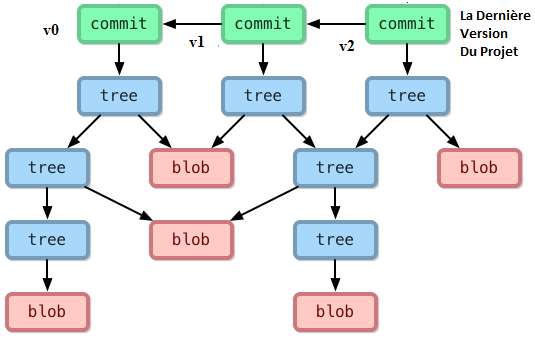 v0
commit
v1
commit
v2
commit
La Dernière
Version
Du Projet
tree
tree
tree
tree
blob
tree
blob
tree
blob
tree
blob
blob